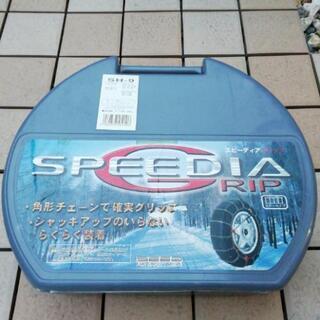 SH-9
スピーディア
SPEEDIA
GRIP
・角形チェーンで確実グリップ
・ジャッキアップのいらない
らくらく装着